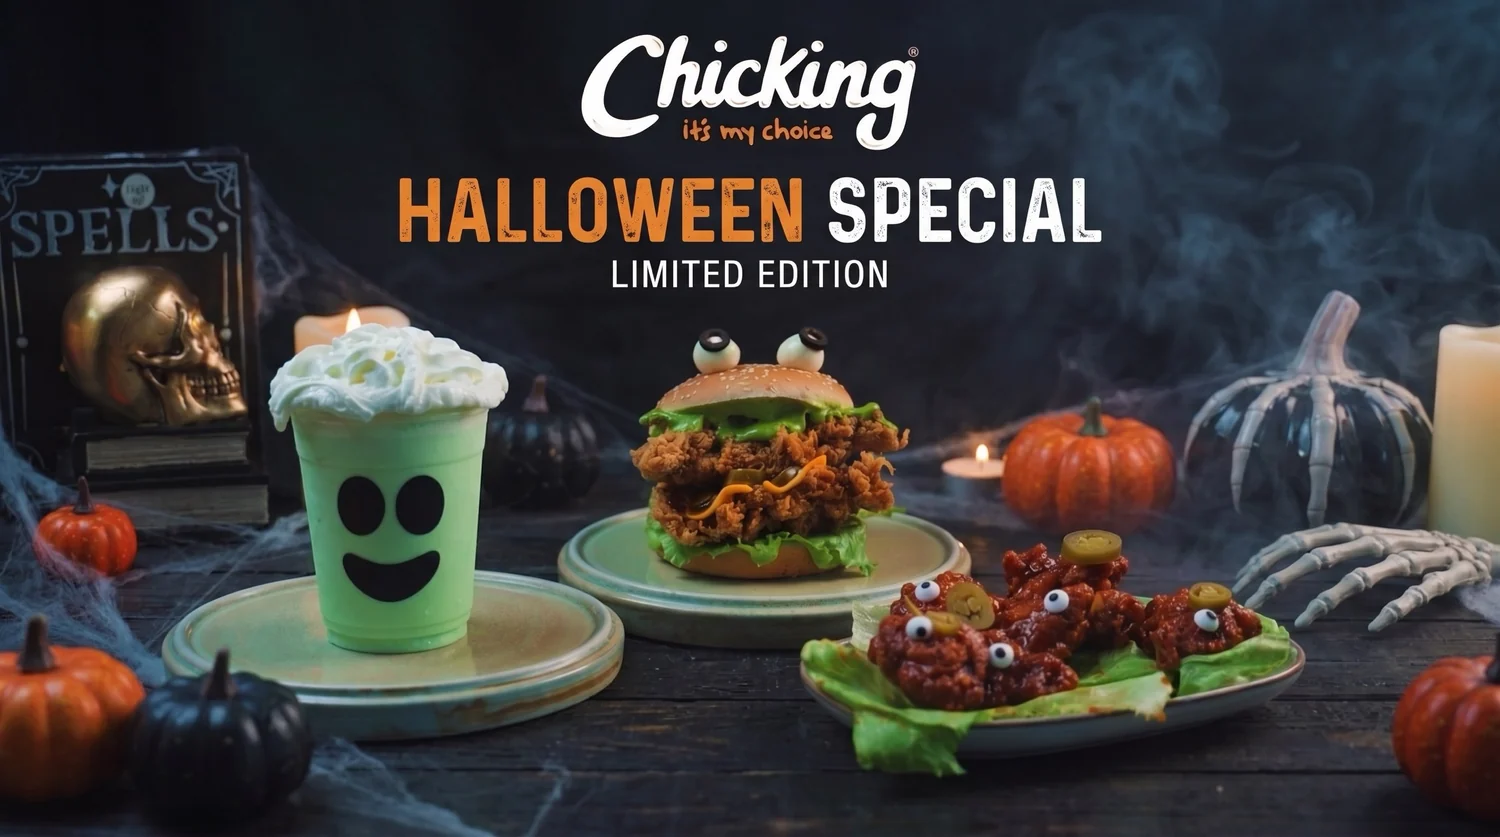 Chicking®
it's my choice
HALLOWEEN SPECIAL
LIMITED EDITION
SPELLS